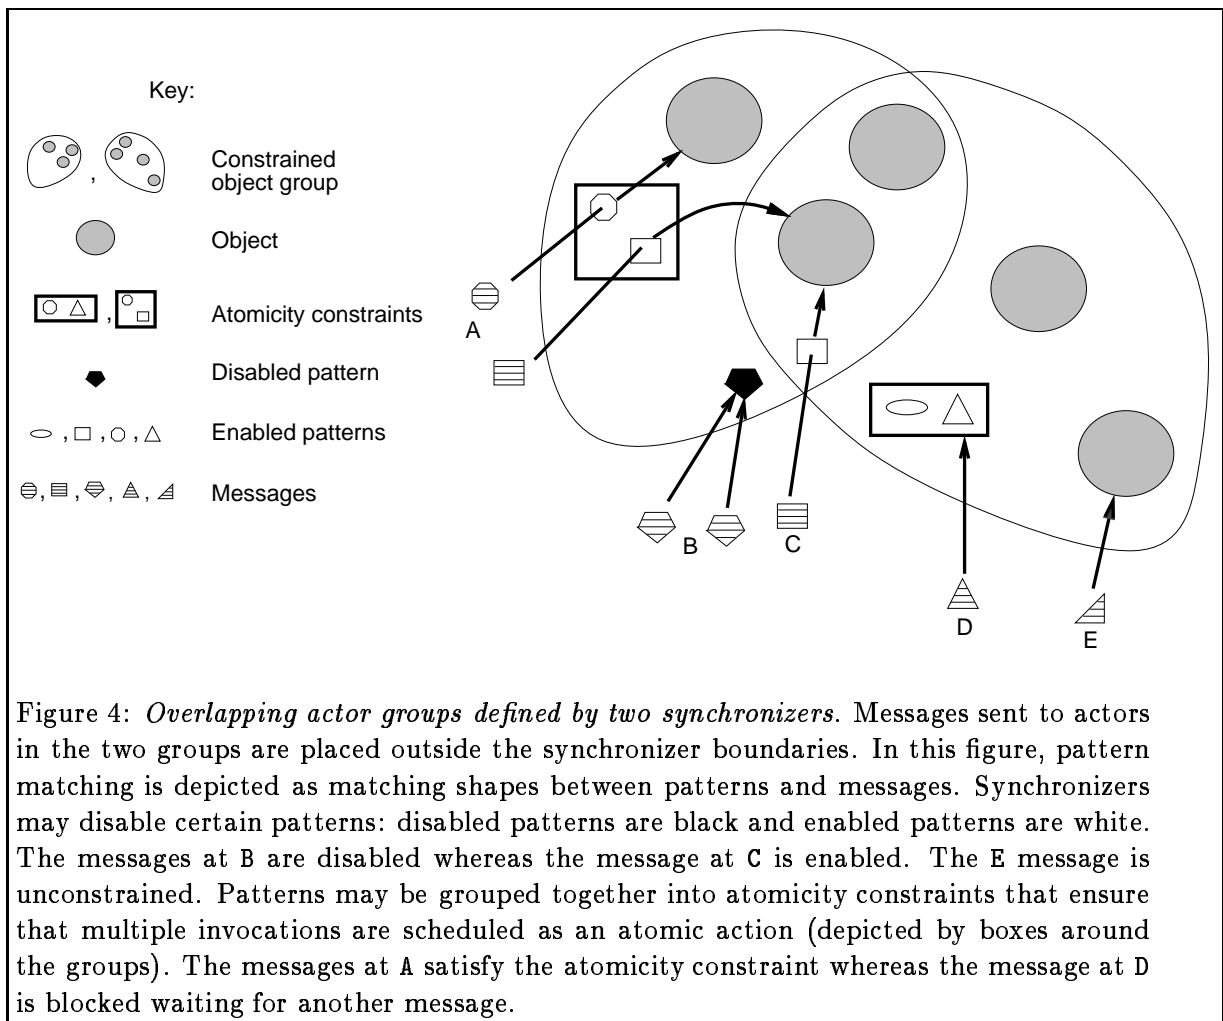 Key:
,
Constrained
object group
Object
,
Atomicity constraints
Disabled pattern
, , ,
Enabled patterns
, , , ,
Messages
A
B
C
D
E
Figure 4: Overlapping actor groups defined by two synchronizers. Messages sent to actors
in the two groups are placed outside the synchronizer boundaries. In this figure, pattern
matching is depicted as matching shapes between patterns and messages. Synchronizers
may disable certain patterns: disabled patterns are black and enabled patterns are white.
The messages at B are disabled whereas the message at C is enabled. The E message is
unconstrained. Patterns may be grouped together into atomicity constraints that ensure
that multiple invocations are scheduled as an atomic action (depicted by boxes around
the groups). The messages at A satisfy the atomicity constraint whereas the message at D
is blocked waiting for another message.